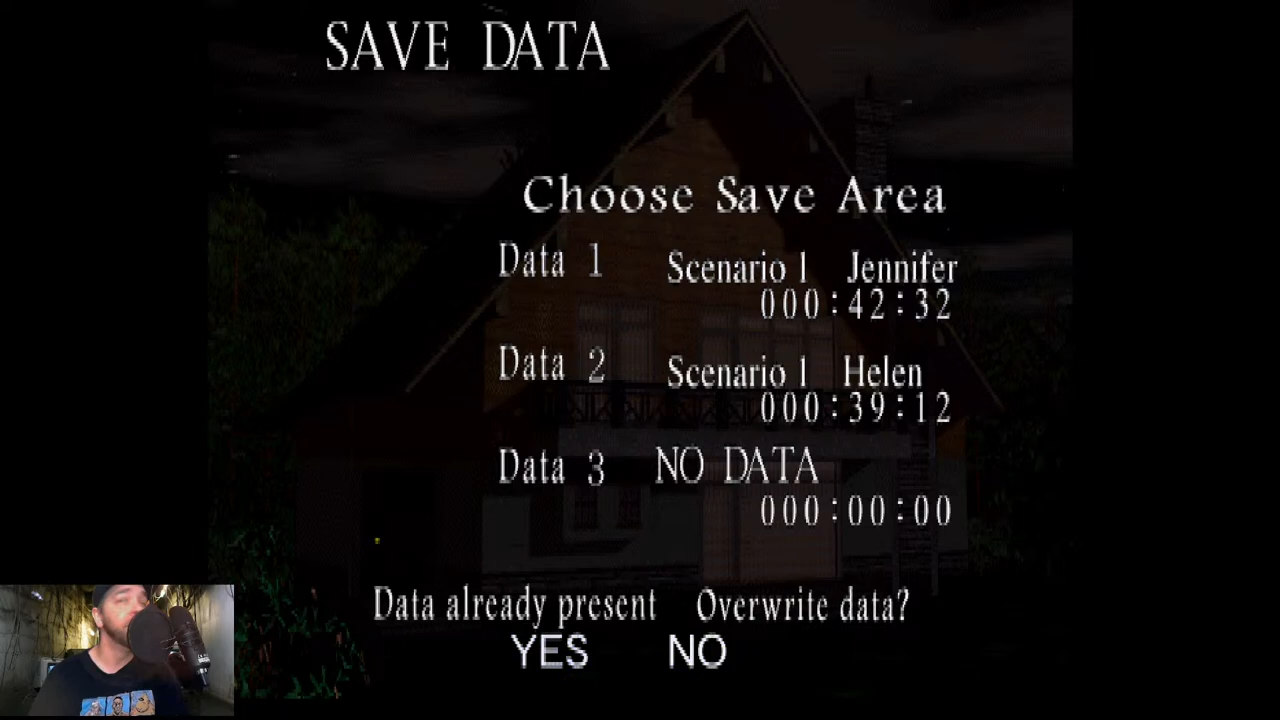 SAVE DATA
Choose Save Area
Data 1 Scenario 1 Jennifer
000:42:32
Data 2 Scenario 1 Helen
000:39:12
Data 3 NO DATA
000:00:00
Data already present Overwrite data?
YES NO